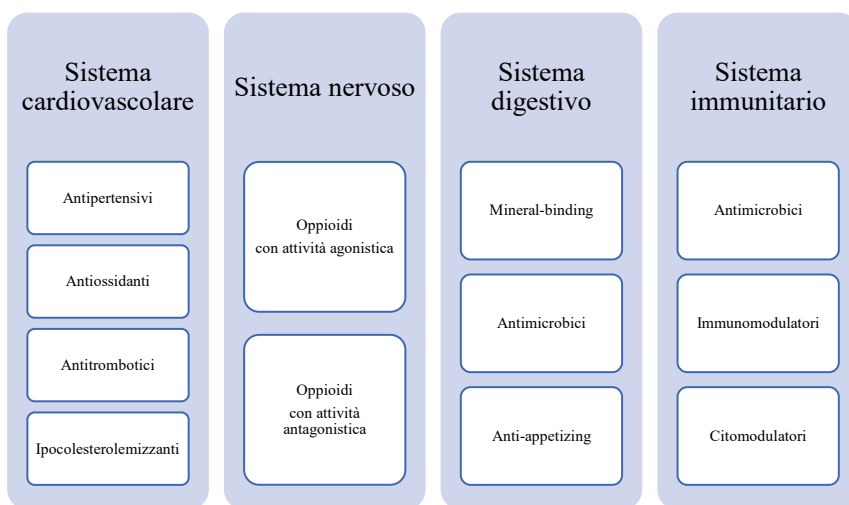 Sistema
cardiovascolare
Antipertensivi
Antiossidanti
Antitrombotici
Ipocolesterolemizzanti
Sistema nervoso
Oppioidi
con attività agonistica
Oppioidi
con attività
antagonistica
Sistema
digestivo
Mineral-binding
Antimicrobici
Anti-appetizing
Sistema
immunitario
Antimicrobici
Immunomodulatori
Citomodulatori